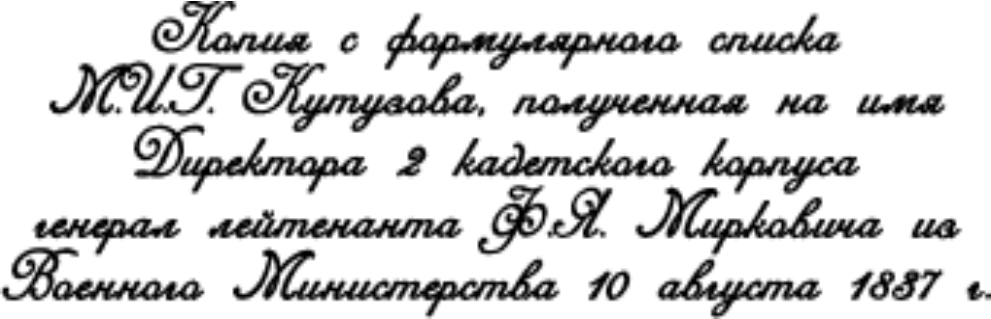 Копия с формулярного списка
М.И.Г. Кутузова, полученная на имя
Директора 2 кадетского корпуса
генерал лейтенанта Ф.Я. Мирковича из
Военного Министерства 10 августа 1837 г.